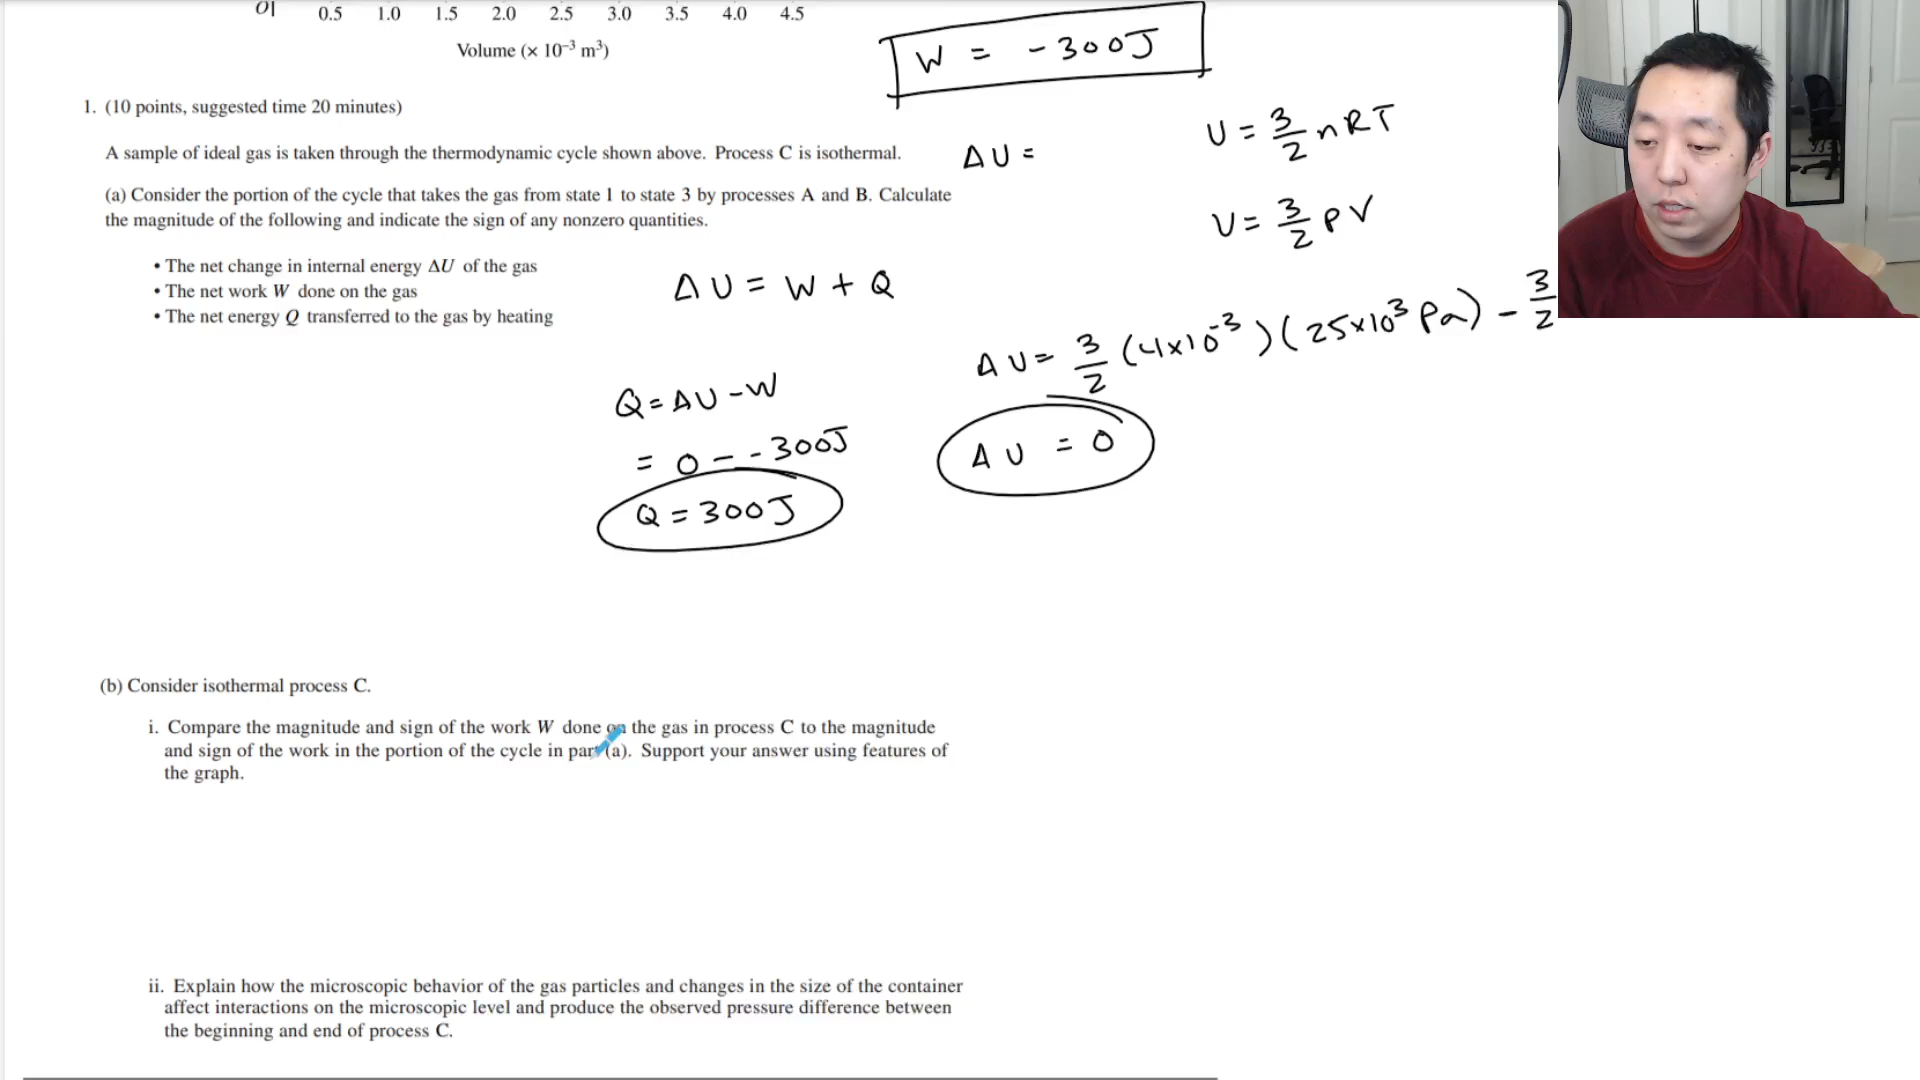 0
0.5 1.0 1.5 2.0 2.5 3.0 3.5 4.0 4.5
Volume (× 10⁻³ m³)
W = -300J
1. (10 points, suggested time 20 minutes)
A sample of ideal gas is taken through the thermodynamic cycle shown above. Process C is isothermal.
(a) Consider the portion of the cycle that takes the gas from state 1 to state 3 by processes A and B. Calculate
the magnitude of the following and indicate the sign of any nonzero quantities.
• The net change in internal energy ΔU of the gas
• The net work W done on the gas
• The net energy Q transferred to the gas by heating
ΔU = W + Q
Q = ΔU - W
= 0 - -300J
Q = 300J
ΔU =
U = 3/2 nRT
U = 3/2 PV
ΔU = 3/2 (4×10⁻³)(25×10³ Pa) - 3/2
ΔU = 0
(b) Consider isothermal process C.
i. Compare the magnitude and sign of the work W done on the gas in process C to the magnitude
and sign of the work in the portion of the cycle in part (a). Support your answer using features of
the graph.
ii. Explain how the microscopic behavior of the gas particles and changes in the size of the container
affect interactions on the microscopic level and produce the observed pressure difference between
the beginning and end of process C.